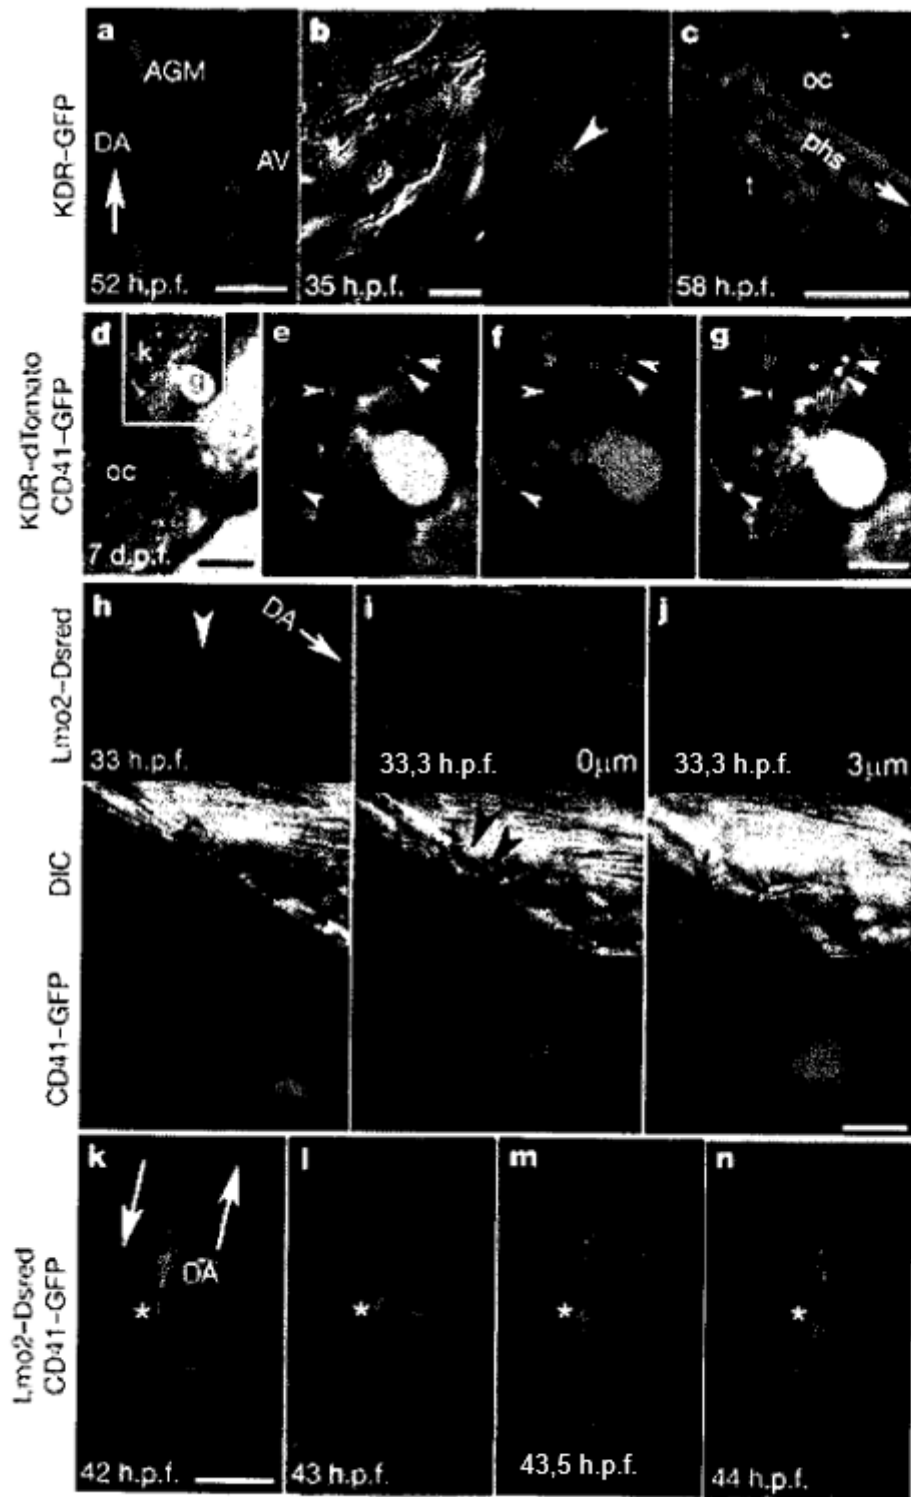 a
AGM
DA
AV
52 h.p.f.
b
35 h.p.f.
c
oc
phs
t
58 h.p.f.
KDR-GFP
d
k
g
oc
7 d.p.f.
e
f
g
KDR-dTomato
CD41-GFP
h
DA
33 h.p.f.
i
33,3 h.p.f.
0µm
j
33,3 h.p.f.
3µm
Lmo2-Dsred
DIC
CD41-GFP
k
DA
42 h.p.f.
l
43 h.p.f.
m
43,5 h.p.f.
n
44 h.p.f.
Lmo2-Dsred
CD41-GFP